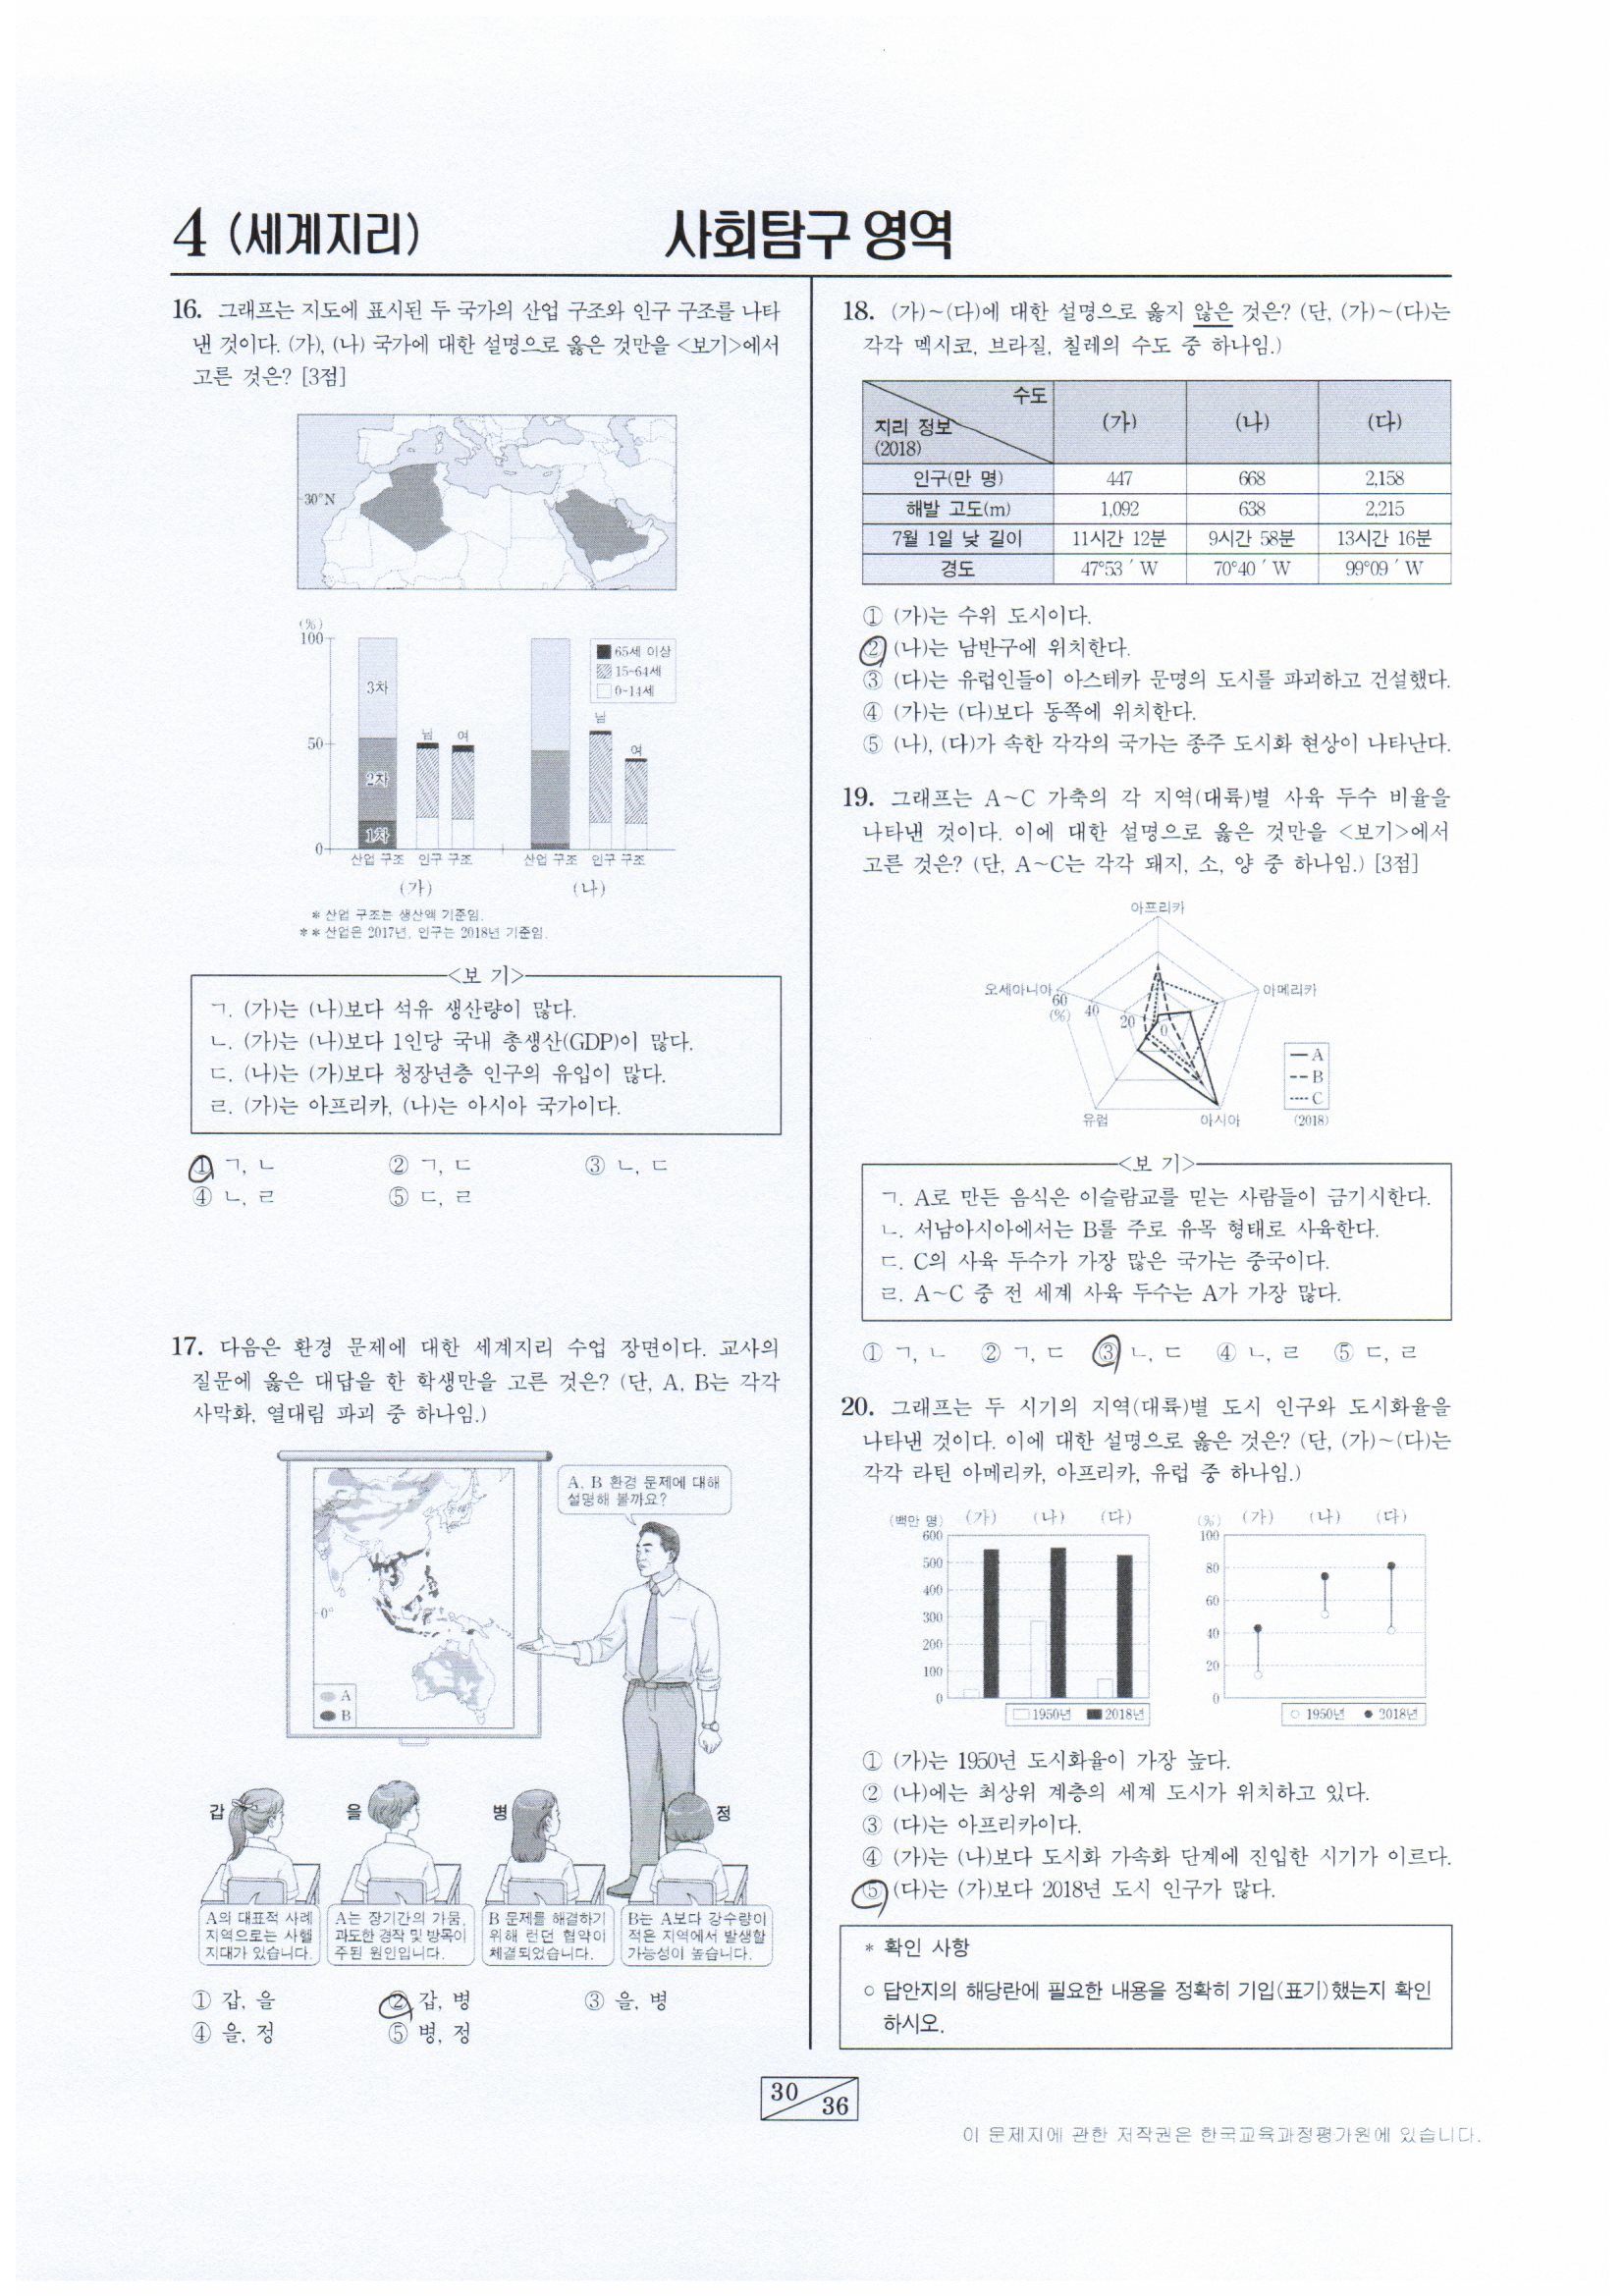 4 (세계지리)
사회탐구 영역
16. 그래프는 지도에 표시된 두 국가의 산업 구조와 인구 구조를 나타
낸 것이다. (가), (나) 국가에 대한 설명으로 옳은 것만을 <보기>에서
고른 것은? [3점]
30°N
(%)
100
50
0
3차
2차
1차
남
여
남
여
65세 이상
15~64세
0~14세
산업 구조 인구 구조 산업 구조 인구 구조
(가) (나)
* 산업 구조는 생산액 기준임.
** 산업은 2017년, 인구는 2018년 기준임.
<보 기>
ㄱ. (가)는 (나)보다 석유 생산량이 많다.
ㄴ. (가)는 (나)보다 1인당 국내 총생산(GDP)이 많다.
ㄷ. (나)는 (가)보다 청장년층 인구의 유입이 많다.
ㄹ. (가)는 아프리카, (나)는 아시아 국가이다.
① ㄱ, ㄴ ② ㄱ, ㄷ ③ ㄴ, ㄷ
④ ㄴ, ㄹ ⑤ ㄷ, ㄹ
17. 다음은 환경 문제에 대한 세계지리 수업 장면이다. 교사의
질문에 옳은 대답을 한 학생만을 고른 것은? (단, A, B는 각각
사막화, 열대림 파괴 중 하나임.)
A, B 환경 문제에 대해
설명해 볼까요?
0°
A
B
갑 을 병 정
A의 대표적 사례
지역으로는 사헬
지대가 있습니다.
A는 장기간의 가뭄,
과도한 경작 및 방목이
주된 원인입니다.
B 문제를 해결하기
위해 런던 협약이
체결되었습니다.
B는 A보다 강수량이
적은 지역에서 발생할
가능성이 높습니다.
① 갑, 을 ② 갑, 병 ③ 을, 병
④ 을, 정 ⑤ 병, 정
18. (가)~(다)에 대한 설명으로 옳지 않은 것은? (단, (가)~(다)는
각각 멕시코, 브라질, 칠레의 수도 중 하나임.)
수도
지리 정보
(2018)
(가) (나) (다)
인구(만 명) 447 668 2,158
해발 고도(m) 1,092 638 2,215
7월 1일 낮 길이 11시간 12분 9시간 58분 13시간 16분
경도 47°53′W 70°40′W 99°09′W
① (가)는 수위 도시이다.
② (나)는 남반구에 위치한다.
③ (다)는 유럽인들이 아스테카 문명의 도시를 파괴하고 건설했다.
④ (가)는 (다)보다 동쪽에 위치한다.
⑤ (나), (다)가 속한 각각의 국가는 종주 도시화 현상이 나타난다.
19. 그래프는 A~C 가축의 각 지역(대륙)별 사육 두수 비율을
나타낸 것이다. 이에 대한 설명으로 옳은 것만을 <보기>에서
고른 것은? (단, A~C는 각각 돼지, 소, 양 중 하나임.) [3점]
아프리카
오세아니아
아메리카
60
(%)
40
20
0
유럽
아시아
A
B
C
(2018)
<보 기>
ㄱ. A로 만든 음식은 이슬람교를 믿는 사람들이 금기시한다.
ㄴ. 서남아시아에서는 B를 주로 유목 형태로 사육한다.
ㄷ. C의 사육 두수가 가장 많은 국가는 중국이다.
ㄹ. A~C 중 전 세계 사육 두수는 A가 가장 많다.
① ㄱ, ㄴ ② ㄱ, ㄷ ③ ㄴ, ㄷ ④ ㄴ, ㄹ ⑤ ㄷ, ㄹ
20. 그래프는 두 시기의 지역(대륙)별 도시 인구와 도시화율을
나타낸 것이다. 이에 대한 설명으로 옳은 것은? (단, (가)~(다)는
각각 라틴 아메리카, 아프리카, 유럽 중 하나임.)
(백만 명) (가) (나) (다)
600
500
400
300
200
100
0
1950년 2018년
(%) (가) (나) (다)
100
80
60
40
20
0
1950년 2018년
① (가)는 1950년 도시화율이 가장 높다.
② (나)에는 최상위 계층의 세계 도시가 위치하고 있다.
③ (다)는 아프리카이다.
④ (가)는 (나)보다 도시화 가속화 단계에 진입한 시기가 이르다.
⑤ (다)는 (가)보다 2018년 도시 인구가 많다.
* 확인 사항
○ 답안지의 해당란에 필요한 내용을 정확히 기입(표기)했는지 확인
하시오.
30
36
이 문제지에 관한 저작권은 한국교육과정평가원에 있습니다.